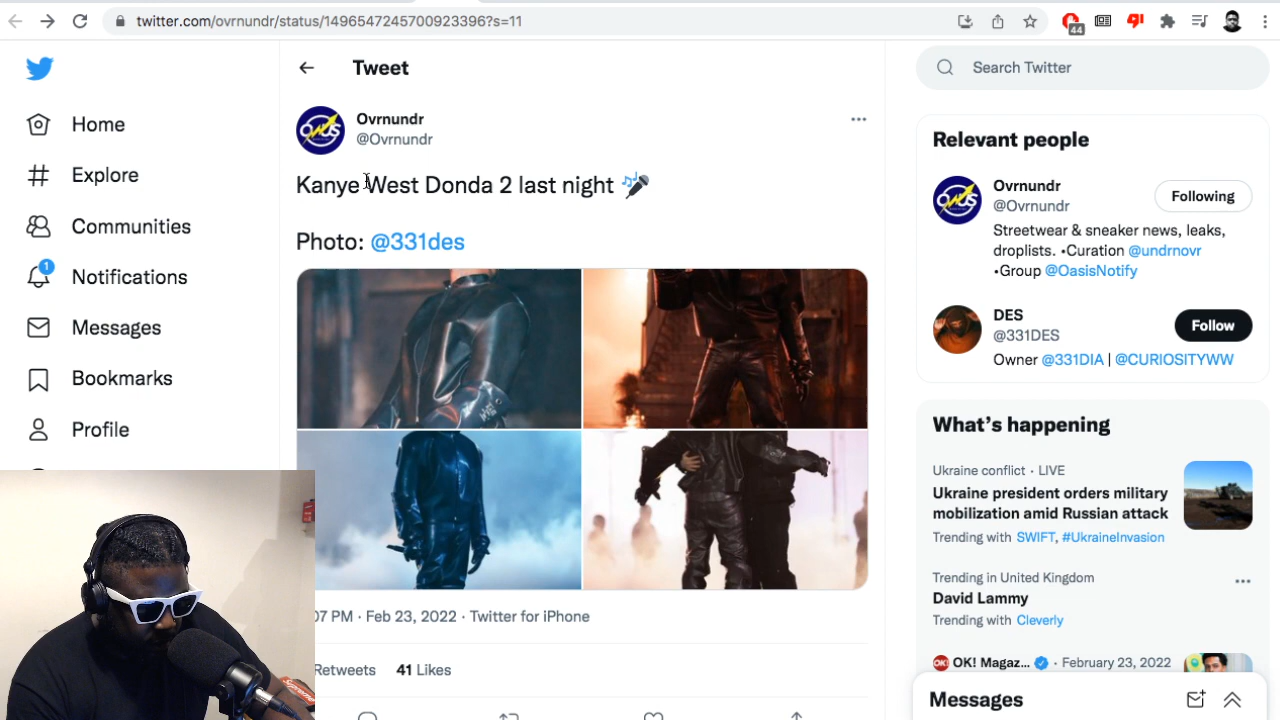 twitter.com/ovrnundr/status/1496547245700923396?s=11
44
Home
Explore
Communities
1
Notifications
Messages
Bookmarks
Profile
Tweet
Ovrnundr
@Ovrnundr
Kanye West Donda 2 last night
Photo: @331des
07 PM · Feb 23, 2022 · Twitter for iPhone
Retweets 41 Likes
Search Twitter
Relevant people
Ovrnundr
@Ovrnundr
Following
Streetwear & sneaker news, leaks,
droplists. •Curation @undrnovr
•Group @OasisNotify
DES
@331DES
Follow
Owner @331DIA | @CURIOSITYWW
What's happening
Ukraine conflict · LIVE
Ukraine president orders military
mobilization amid Russian attack
Trending with SWIFT, #UkraineInvasion
Trending in United Kingdom
David Lammy
Trending with Cleverly
OK! Magaz... · February 23, 2022
Messages
Supreme